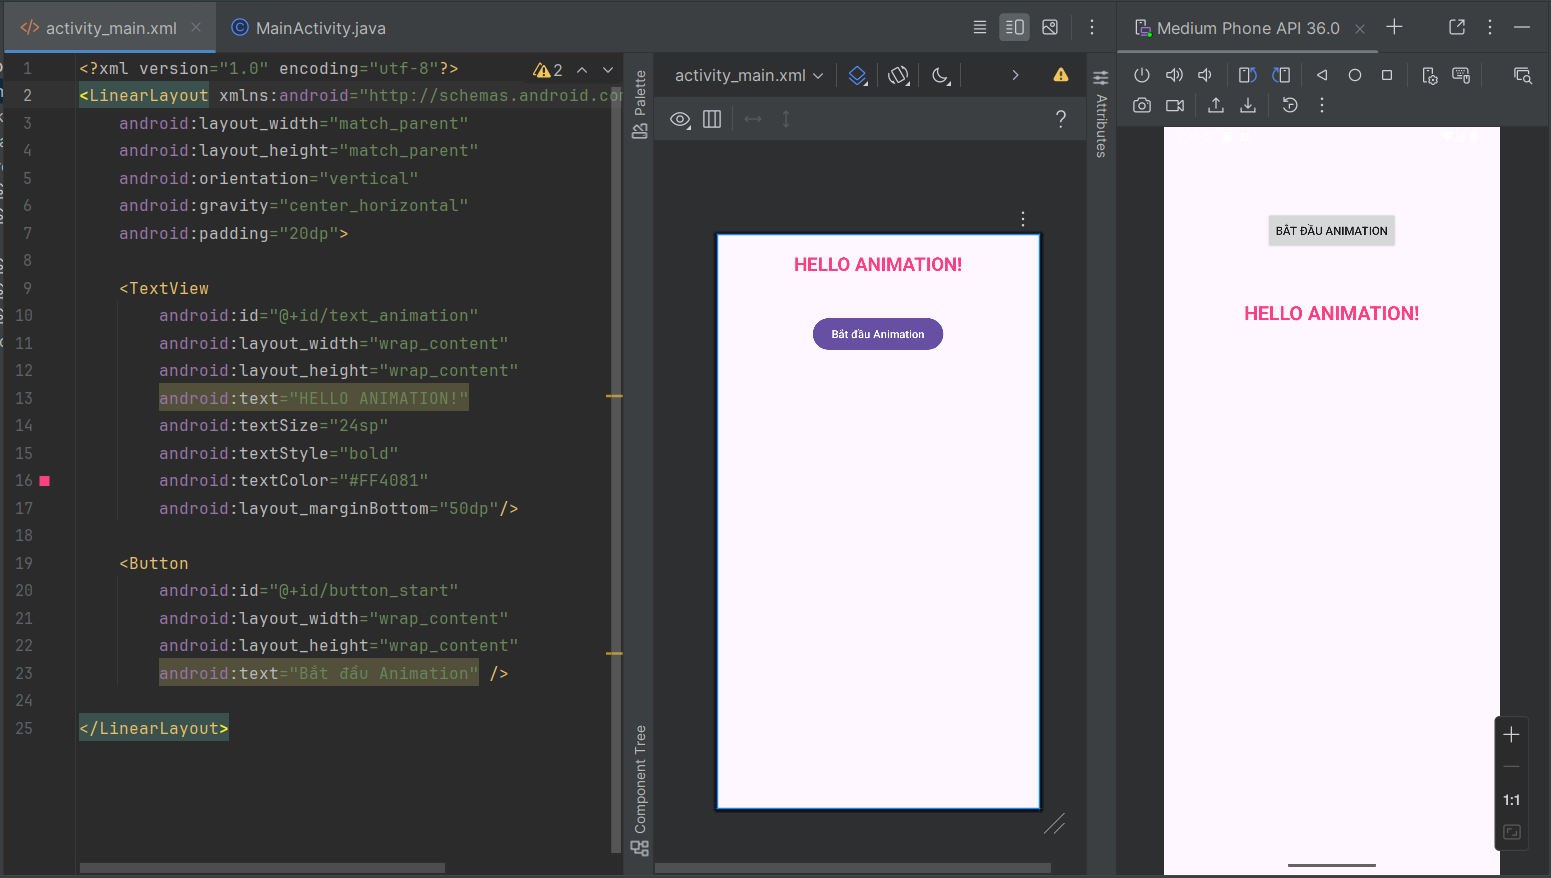 activity_main.xml
MainActivity.java
Medium Phone API 36.0
1 <?xml version="1.0" encoding="utf-8"?>
2
2 <LinearLayout xmlns:android="http://schemas.android.com
3 android:layout_width="match_parent"
4 android:layout_height="match_parent"
5 android:orientation="vertical"
6 android:gravity="center_horizontal"
7 android:padding="20dp">
8
9 <TextView
10 android:id="@+id/text_animation"
11 android:layout_width="wrap_content"
12 android:layout_height="wrap_content"
13 android:text="HELLO ANIMATION!"
14 android:textSize="24sp"
15 android:textStyle="bold"
16 android:textColor="#FF4081"
17 android:layout_marginBottom="50dp"/>
18
19 <Button
20 android:id="@+id/button_start"
21 android:layout_width="wrap_content"
22 android:layout_height="wrap_content"
23 android:text="Bắt đầu Animation" />
24
25 </LinearLayout>
Palette
Component Tree
activity_main.xml
?
HELLO ANIMATION!
Bắt đầu Animation
Attributes
BẮT ĐẦU ANIMATION
HELLO ANIMATION!
1:1